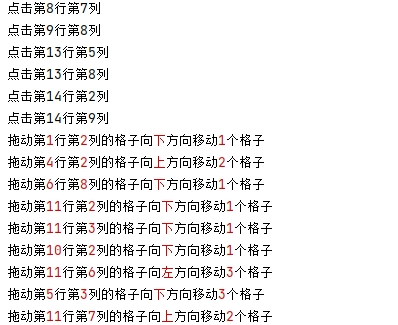 点击第8行第7列
点击第9行第8列
点击第13行第5列
点击第13行第8列
点击第14行第2列
点击第14行第9列
拖动第1行第2列的格子向下方向移动1个格子
拖动第4行第2列的格子向上方向移动2个格子
拖动第6行第8列的格子向下方向移动1个格子
拖动第11行第2列的格子向下方向移动1个格子
拖动第11行第3列的格子向下方向移动1个格子
拖动第10行第2列的格子向下方向移动1个格子
拖动第11行第6列的格子向左方向移动3个格子
拖动第5行第3列的格子向下方向移动3个格子
拖动第11行第7列的格子向上方向移动2个格子